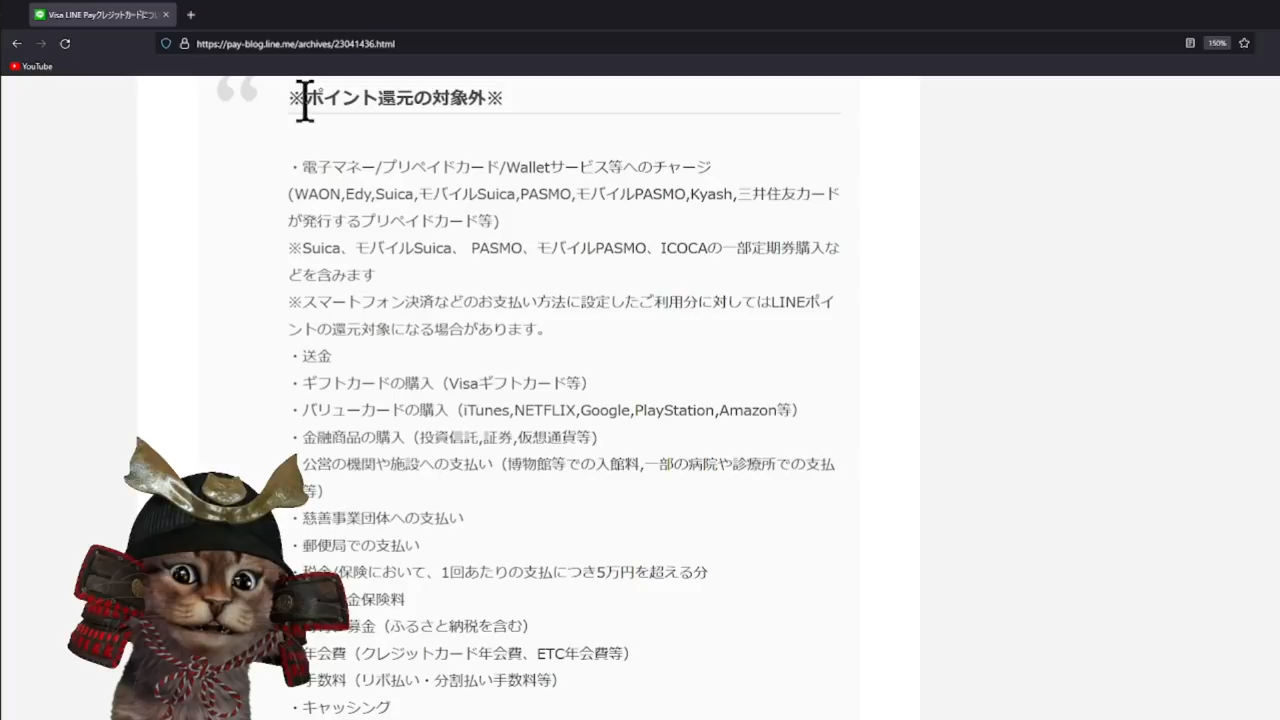 Visa LINE Payクレジットカードについ
https://pay-blog.line.me/archives/23041436.html
150%
YouTube
※ポイント還元の対象外※
・電子マネー/プリペイドカード/Walletサービス等へのチャージ
(WAON,Edy,Suica,モバイルSuica,PASMO,モバイルPASMO,Kyash,三井住友カード
が発行するプリペイドカード等)
※Suica、モバイルSuica、 PASMO、モバイルPASMO、ICOCAの一部定期券購入な
どを含みます
※スマートフォン決済などのお支払い方法に設定したご利用分に対してはLINEポイ
ントの還元対象になる場合があります。
・送金
・ギフトカードの購入（Visaギフトカード等）
・バリューカードの購入（iTunes,NETFLIX,Google,PlayStation,Amazon等）
・金融商品の購入（投資信託,証券,仮想通貨等）
公営の機関や施設への支払い（博物館等での入館料,一部の病院や診療所での支払
等）
・慈善事業団体への支払い
・郵便局での支払い
・税金/保険において、1回あたりの支払につき5万円を超える分
金保険料
募金（ふるさと納税を含む）
年会費（クレジットカード年会費、ETC年会費等）
手数料（リボ払い・分割払い手数料等）
・キャッシング